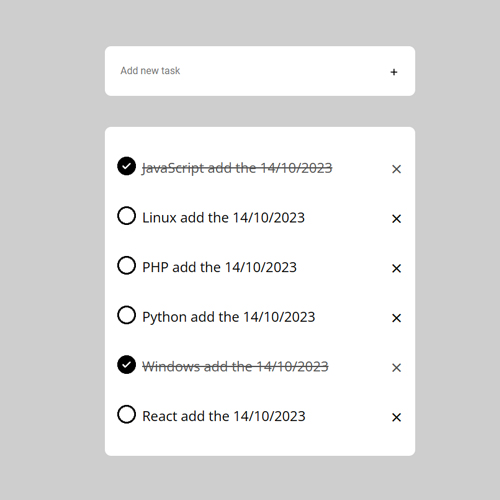 Add new task +
JavaScript add the 14/10/2023
Linux add the 14/10/2023
PHP add the 14/10/2023
Python add the 14/10/2023
Windows add the 14/10/2023
React add the 14/10/2023